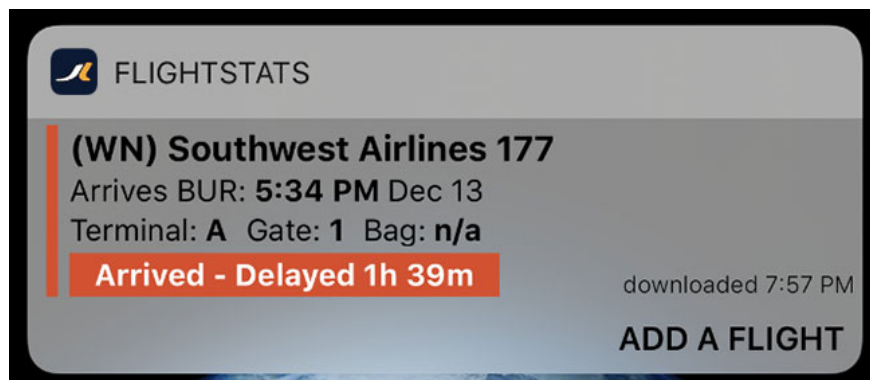 FLIGHTSTATS
(WN) Southwest Airlines 177
Arrives BUR: 5:34 PM Dec 13
Terminal: A Gate: 1 Bag: n/a
Arrived - Delayed 1h 39m
downloaded 7:57 PM
ADD A FLIGHT